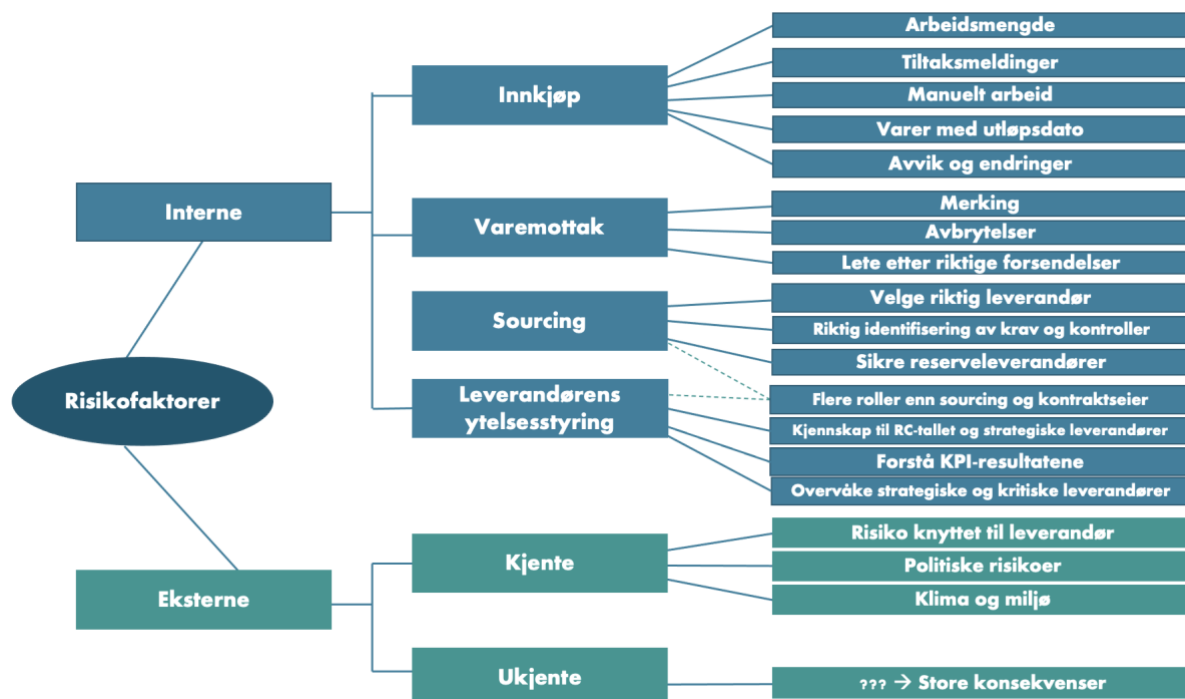 Risikofaktorer
Interne
Innkjøp
Arbeidsmengde
Tiltaksmeldinger
Manuelt arbeid
Varer med utløpsdato
Avvik og endringer
Varemottak
Merking
Avbrytelser
Lete etter riktige forsendelser
Sourcing
Velge riktig leverandør
Riktig identifisering av krav og kontroller
Sikre reserveleverandører
Flere roller enn sourcing og kontraktseier
Leverandørens
ytelsesstyring
Kjennskap til RC-tallet og strategiske leverandører
Forstå KPI-resultatene
Overvåke strategiske og kritiske leverandører
Eksterne
Kjente
Risiko knyttet til leverandør
Politiske risikoer
Klima og miljø
Ukjente
??? → Store konsekvenser